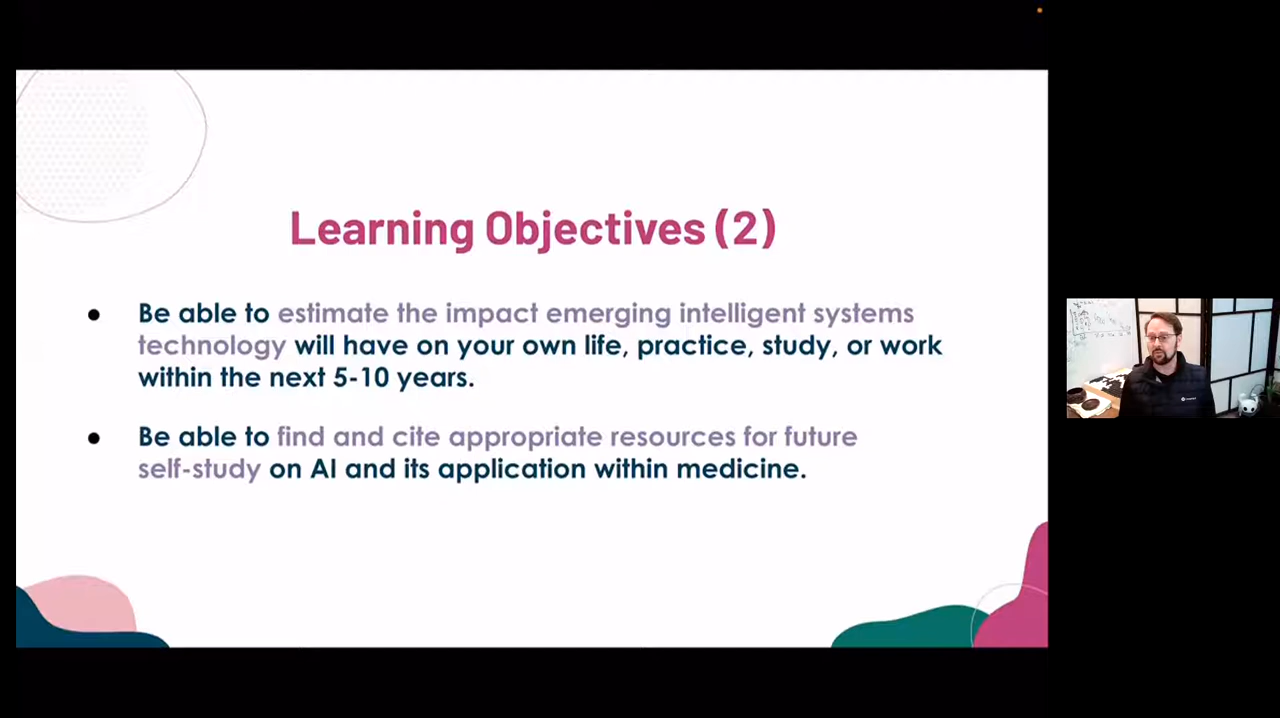 Learning Objectives (2)
● Be able to estimate the impact emerging intelligent systems
technology will have on your own life, practice, study, or work
within the next 5-10 years.
● Be able to find and cite appropriate resources for future
self-study on AI and its application within medicine.